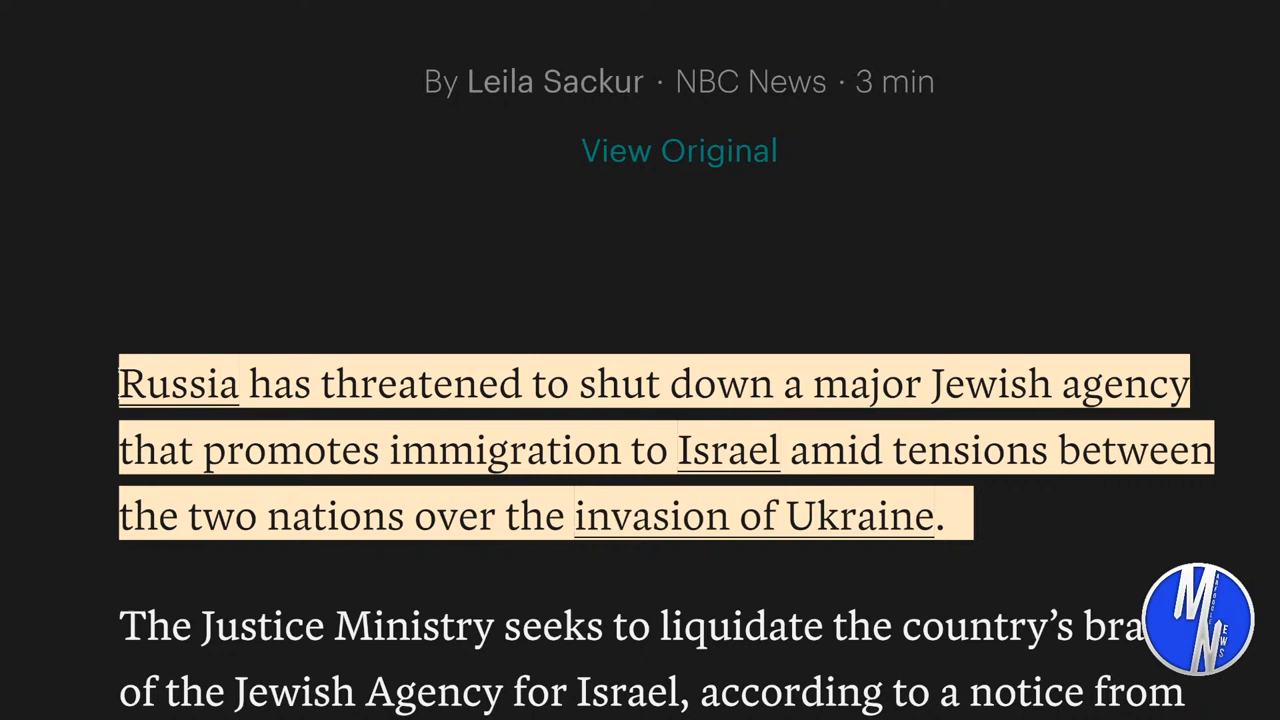 By Leila Sackur · NBC News · 3 min
View Original
Russia has threatened to shut down a major Jewish agency
that promotes immigration to Israel amid tensions between
the two nations over the invasion of Ukraine.
The Justice Ministry seeks to liquidate the country’s bra
of the Jewish Agency for Israel, according to a notice from
MN